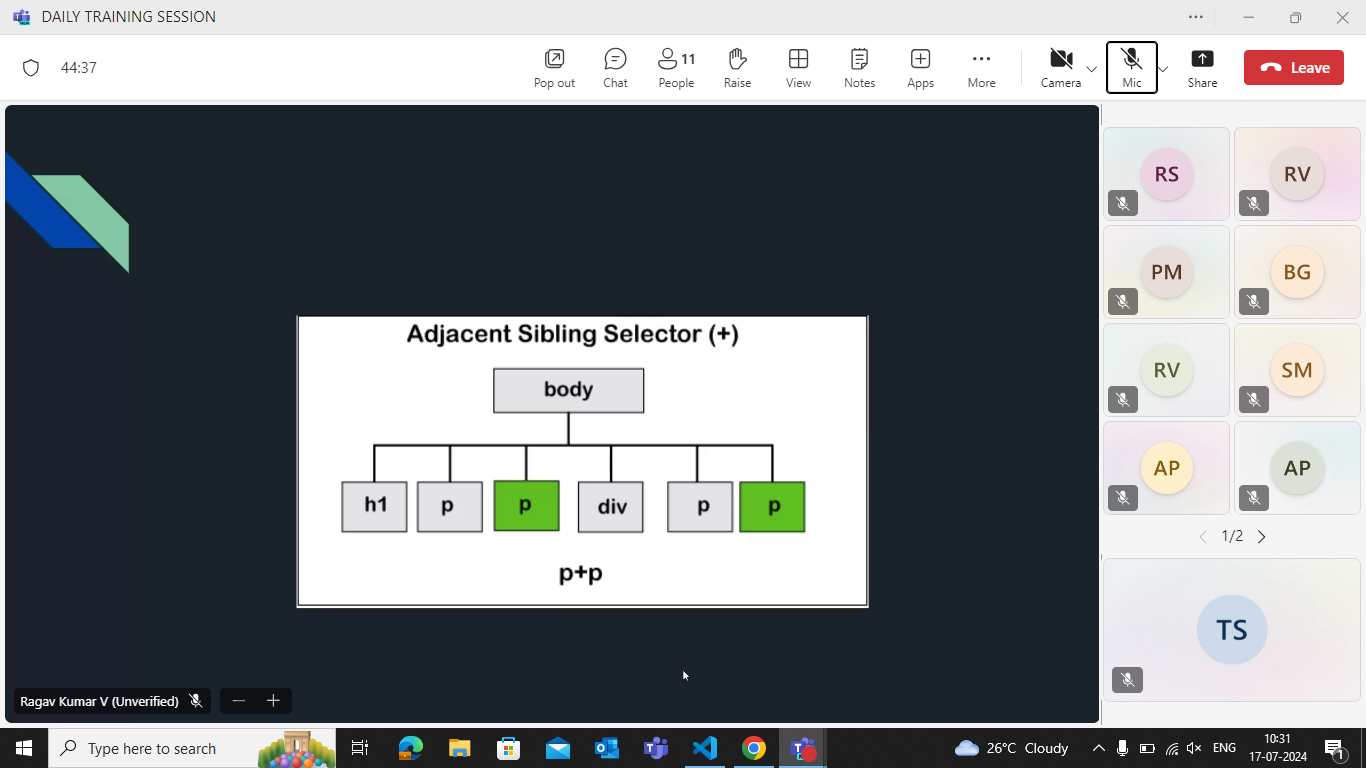 DAILY TRAINING SESSION
44:37
Pop out
Chat
11
People
Raise
View
Notes
Apps
More
Camera
Mic
Share
Leave
RS
RV
PM
BG
RV
SM
AP
AP
1/2
TS
Adjacent Sibling Selector (+)
body
h1
p
p
div
p
p
p+p
Ragav Kumar V (Unverified)
Type here to search
26°C Cloudy
ENG
10:31
17-07-2024
1